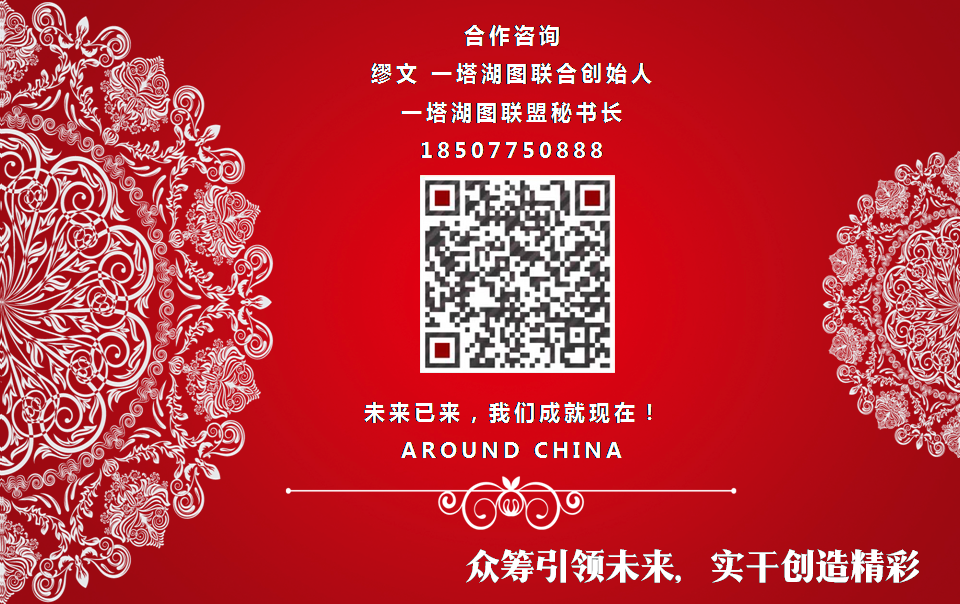 合作咨询
缪文 一塔湖图联合创始人
一塔湖图联盟秘书长
18507750888
未来已来，我们成就现在！
AROUND CHINA
众筹引领未来，实干创造精彩